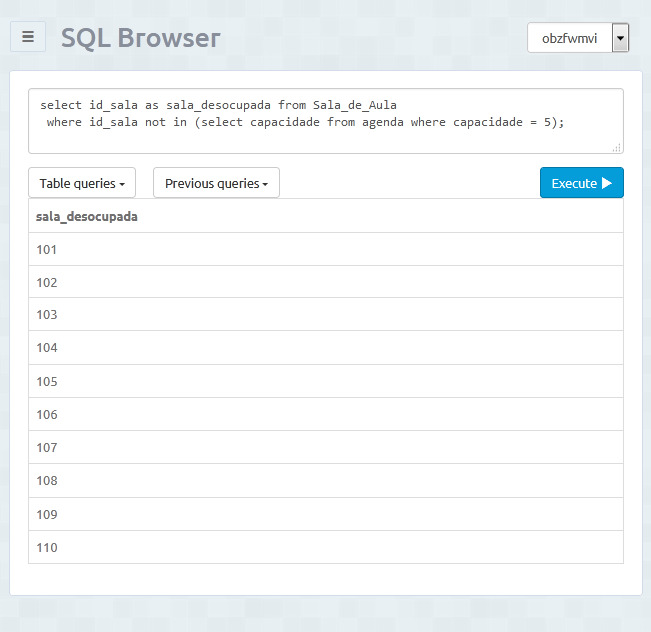 SQL Browser
obzfwmvi
select id_sala as sala_desocupada from Sala_de_Aula
where id_sala not in (select capacidade from agenda where capacidade = 5);
Table queries
Previous queries
Execute
sala_desocupada
101
102
103
104
105
106
107
108
109
110